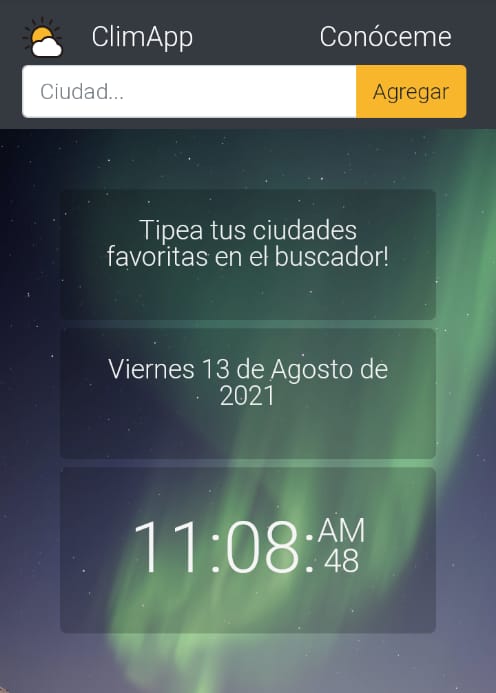 ClimApp Conóceme
Ciudad... Agregar
Tipea tus ciudades
favoritas en el buscador!
Viernes 13 de Agosto de
2021
11:08: AM
48